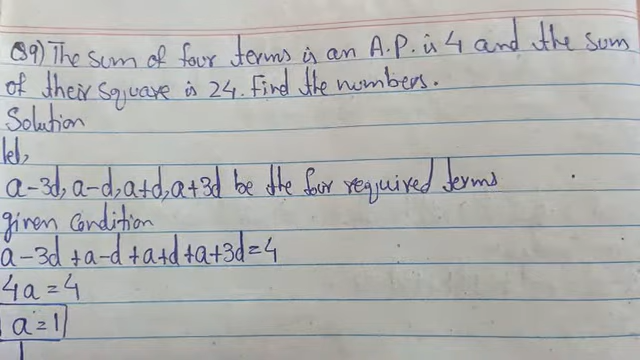 Q9) The sum of four terms is an A.P. is 4 and the sum
of their square is 24. Find the numbers.
Solution
let,
a-3d, a-d, a+d, a+3d be the four required terms
given condition
a-3d+a-d+a+d+a+3d=4
4a=4
a=1